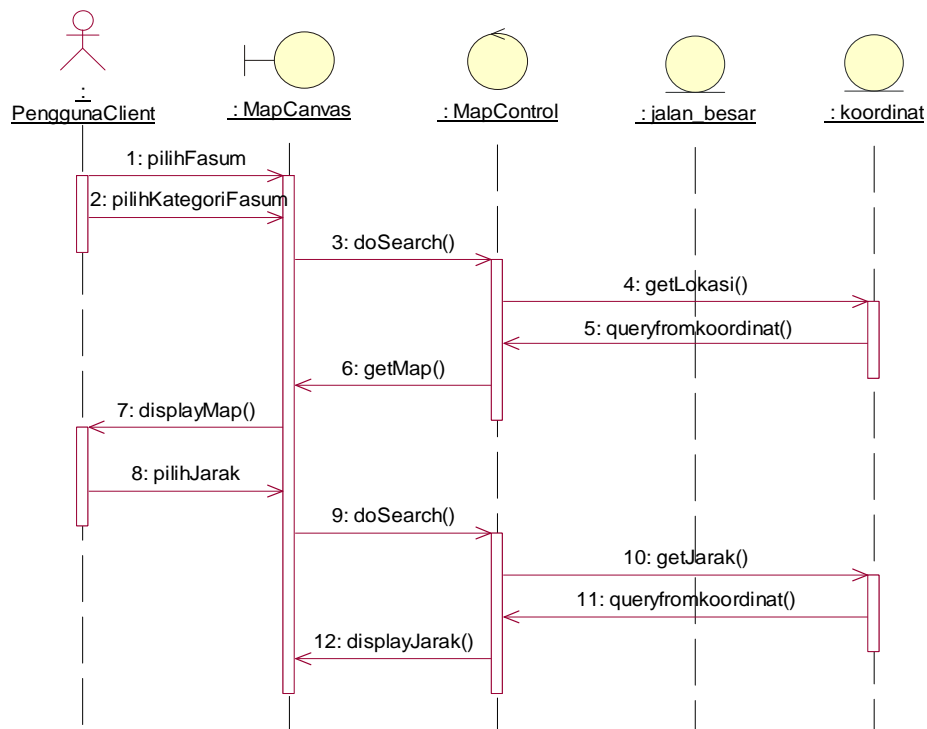 :
PenggunaClient
: MapCanvas
: MapControl
: jalan_besar
: koordinat
1: pilihFasum
2: pilihKategoriFasum
3: doSearch()
4: getLokasi()
5: queryfromkoordinat()
6: getMap()
7: displayMap()
8: pilihJarak
9: doSearch()
10: getJarak()
11: queryfromkoordinat()
12: displayJarak()